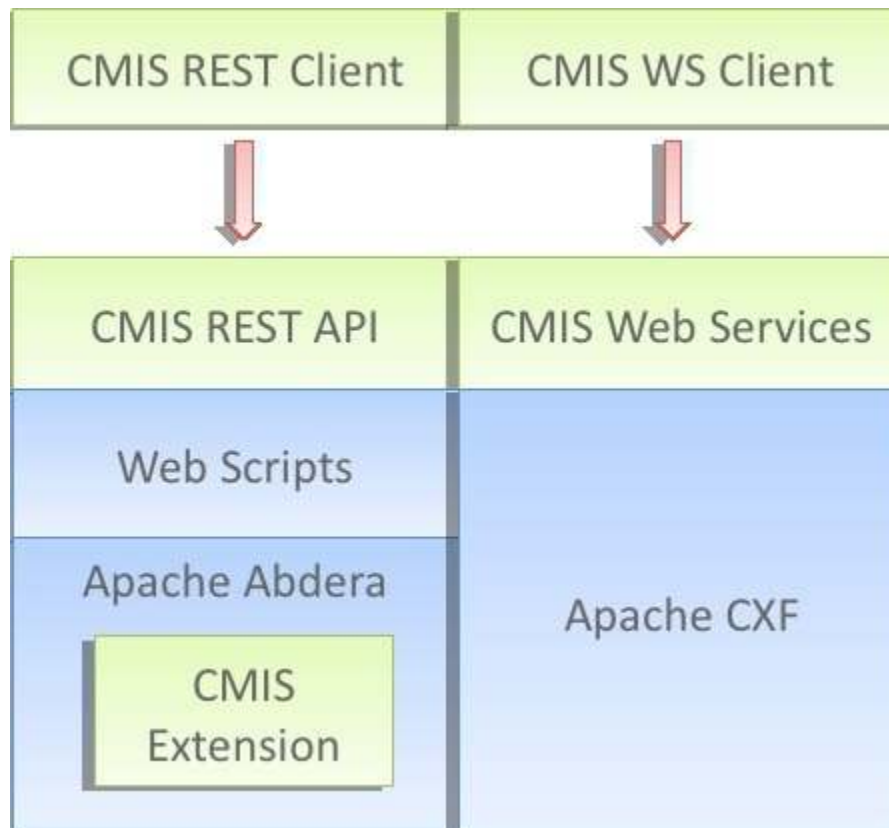 CMIS REST Client
CMIS WS Client
CMIS REST API
CMIS Web Services
Web Scripts
Apache Abdera
Apache CXF
CMIS
Extension